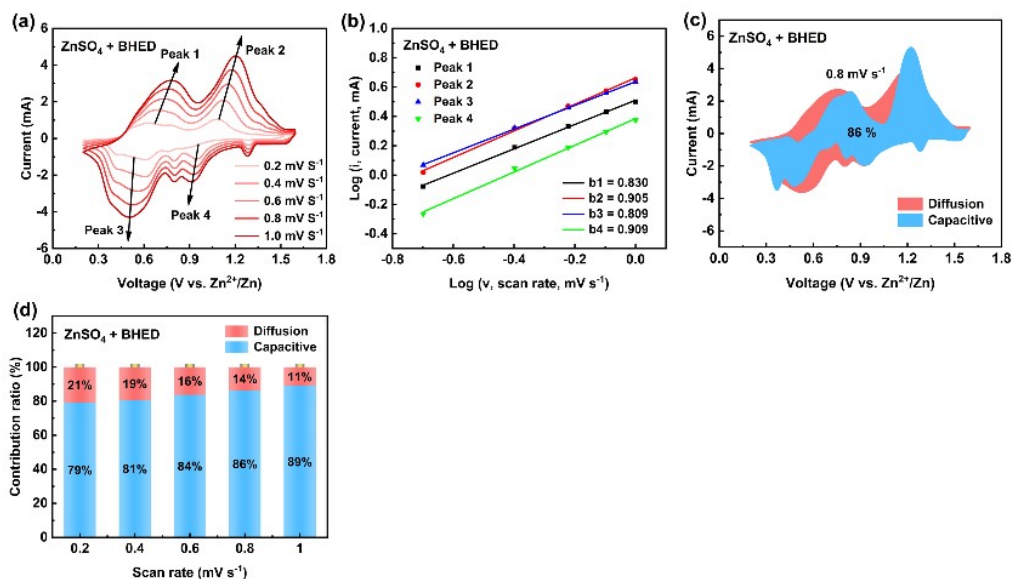 (a)
ZnSO₄ + BHED
Peak 1
Peak 2
Peak 3
Peak 4
0.2 mV S⁻¹
0.4 mV S⁻¹
0.6 mV S⁻¹
0.8 mV S⁻¹
1.0 mV S⁻¹
6
4
2
0
-2
-4
-6
Current (mA)
0.0 0.3 0.6 0.9 1.2 1.5 1.8
Voltage (V vs. Zn²⁺/Zn)
(b)
ZnSO₄ + BHED
Peak 1
Peak 2
Peak 3
Peak 4
b1 = 0.830
b2 = 0.905
b3 = 0.809
b4 = 0.909
1.0
0.8
0.6
0.4
0.2
0.0
-0.2
-0.4
Log (i, current, mA)
-0.8 -0.6 -0.4 -0.2 0.0
Log (v, scan rate, mV s⁻¹)
(c)
ZnSO₄ + BHED
0.8 mV s⁻¹
86 %
Diffusion
Capacitive
6
4
2
0
-2
-4
-6
Current (mA)
0.0 0.3 0.6 0.9 1.2 1.5 1.8
Voltage (V vs. Zn²⁺/Zn)
(d)
ZnSO₄ + BHED
Diffusion
Capacitive
120
100
80
60
40
20
0
Contribution ratio (%)
21% 19% 16% 14% 11%
79% 81% 84% 86% 89%
0.2 0.4 0.6 0.8 1
Scan rate (mV s⁻¹)